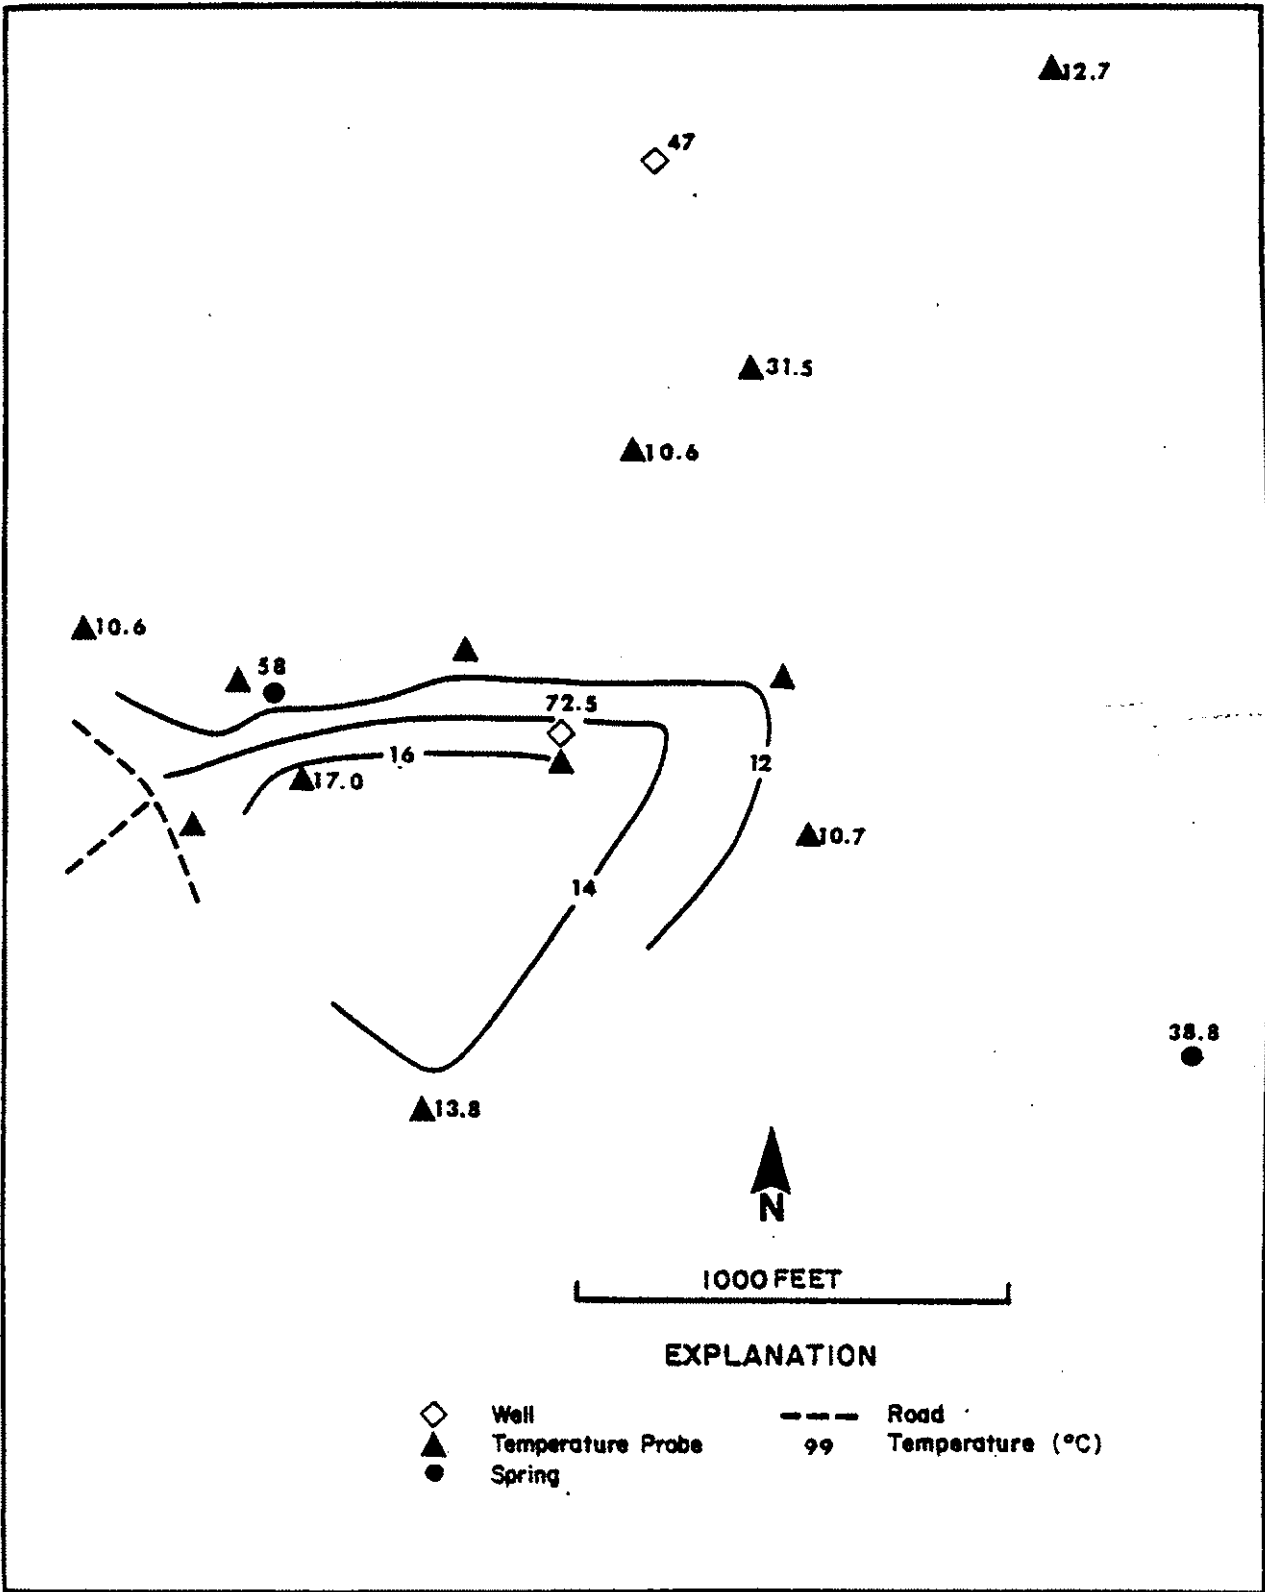 12.7
47
31.5
10.6
10.6
58
72.5
16
17.0
12
10.7
14
38.8
13.8
N
1000 FEET
EXPLANATION
Well
Road
Temperature Probe
99
Temperature (°C)
Spring